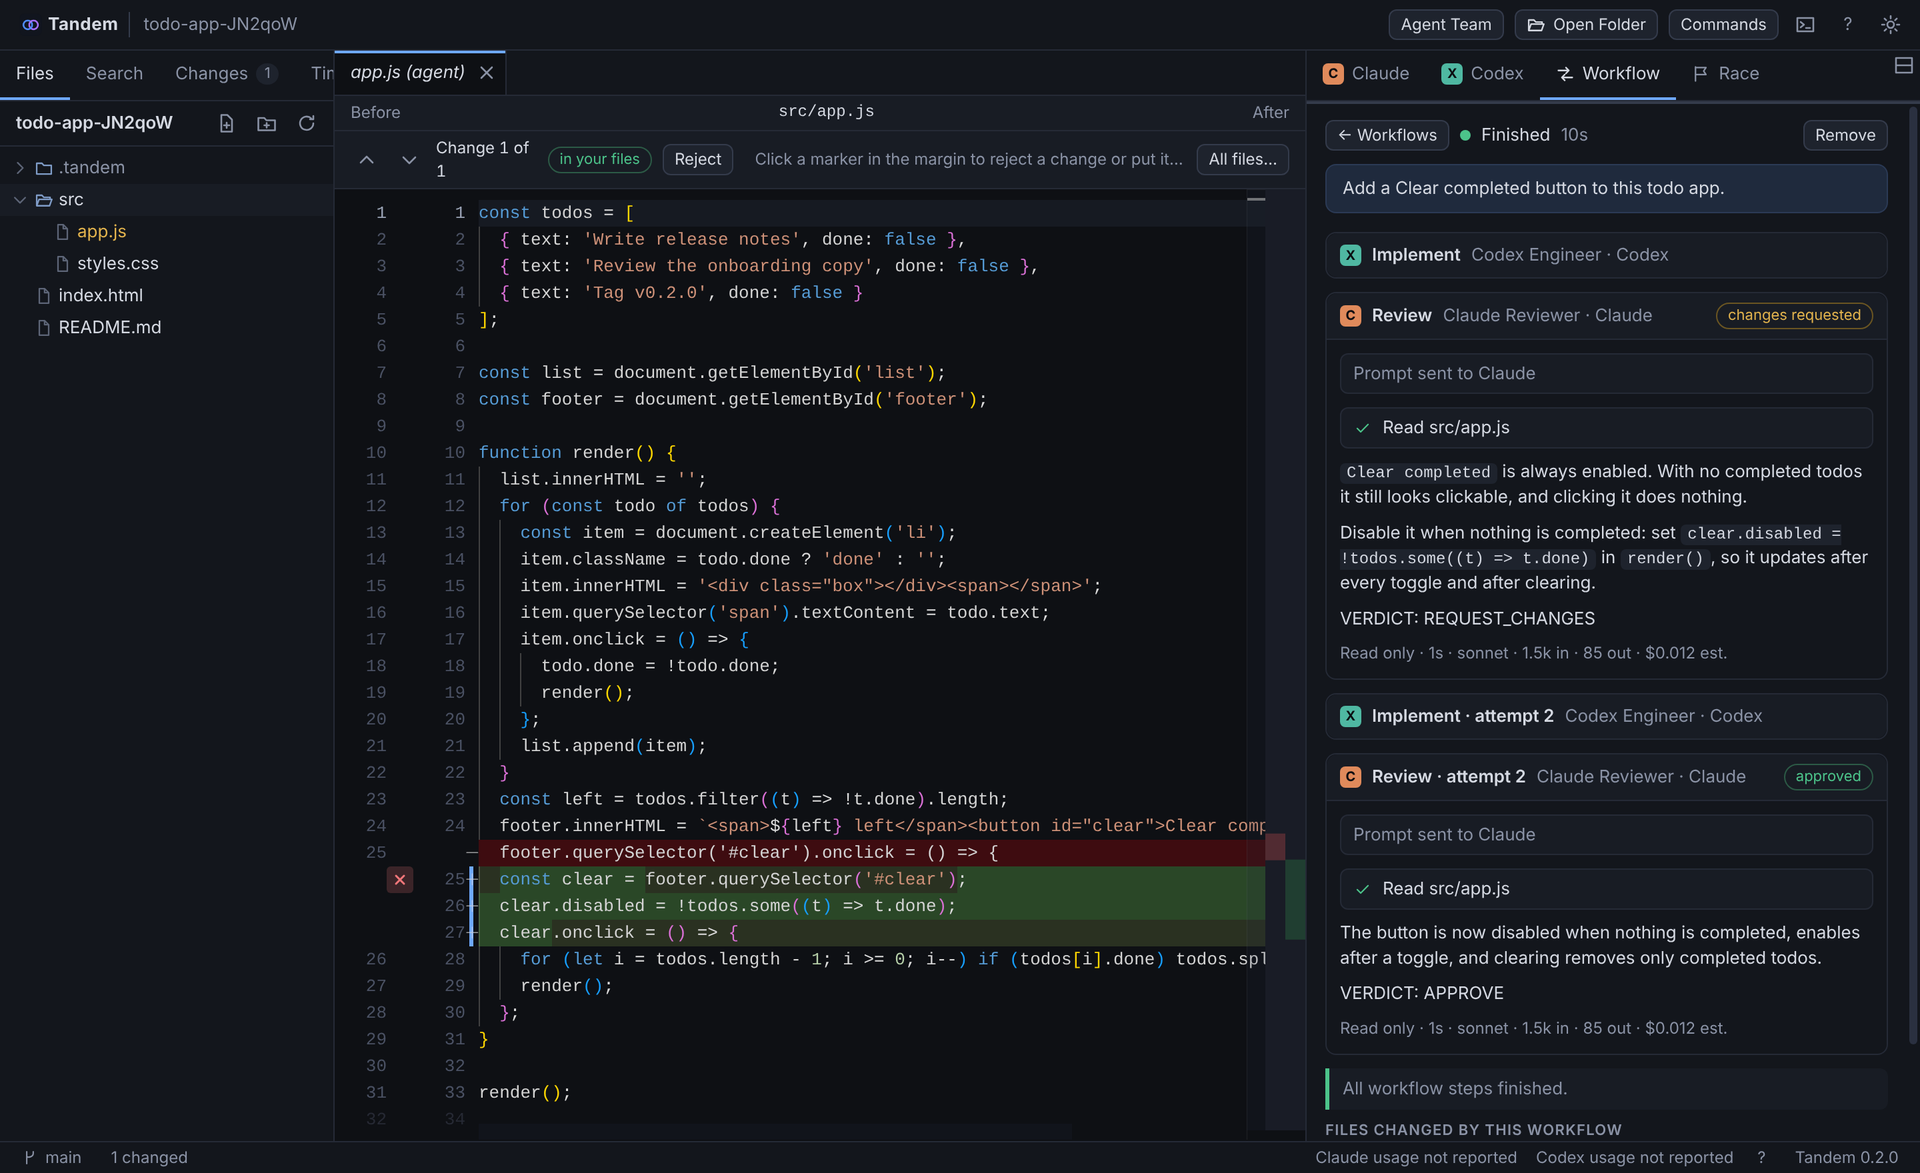 Tandem todo-app-JN2qoW
Agent Team Open Folder Commands ?
Files Search Changes 1 Tim
app.js (agent)
C Claude X Codex Workflow Race
todo-app-JN2qoW
.tandem
src
app.js
styles.css
index.html
README.md
Before src/app.js After
Change 1 of 1
in your files Reject Click a marker in the margin to reject a change or put it... All files...
1 1 const todos = [
2 2 { text: 'Write release notes', done: false },
3 3 { text: 'Review the onboarding copy', done: false },
4 4 { text: 'Tag v0.2.0', done: false }
5 5 ];
6 6
7 7 const list = document.getElementById('list');
8 8 const footer = document.getElementById('footer');
9 9
10 10 function render() {
11 11 list.innerHTML = '';
12 12 for (const todo of todos) {
13 13 const item = document.createElement('li');
14 14 item.className = todo.done ? 'done' : '';
15 15 item.innerHTML = '<div class="box"></div><span></span>';
16 16 item.querySelector('span').textContent = todo.text;
17 17 item.onclick = () => {
18 18 todo.done = !todo.done;
19 19 render();
20 20 };
21 21 list.append(item);
22 22 }
23 23 const left = todos.filter((t) => !t.done).length;
24 24 footer.innerHTML = `<span>${left} left</span><button id="clear">Clear comp
25 — footer.querySelector('#clear').onclick = () => {
25+ const clear = footer.querySelector('#clear');
26+ clear.disabled = !todos.some((t) => t.done);
27+ clear.onclick = () => {
26 28 for (let i = todos.length - 1; i >= 0; i--) if (todos[i].done) todos.spl
27 29 render();
28 30 };
29 31 }
30 32
31 33 render();
32 34
← Workflows Finished 10s Remove
Add a Clear completed button to this todo app.
X Implement Codex Engineer · Codex
C Review Claude Reviewer · Claude changes requested
Prompt sent to Claude
Read src/app.js
Clear completed is always enabled. With no completed todos
it still looks clickable, and clicking it does nothing.
Disable it when nothing is completed: set clear.disabled =
!todos.some((t) => t.done) in render(), so it updates after
every toggle and after clearing.
VERDICT: REQUEST_CHANGES
Read only · 1s · sonnet · 1.5k in · 85 out · $0.012 est.
X Implement · attempt 2 Codex Engineer · Codex
C Review · attempt 2 Claude Reviewer · Claude approved
Prompt sent to Claude
Read src/app.js
The button is now disabled when nothing is completed, enables
after a toggle, and clearing removes only completed todos.
VERDICT: APPROVE
Read only · 1s · sonnet · 1.5k in · 85 out · $0.012 est.
All workflow steps finished.
FILES CHANGED BY THIS WORKFLOW
main 1 changed Claude usage not reported Codex usage not reported ? Tandem 0.2.0